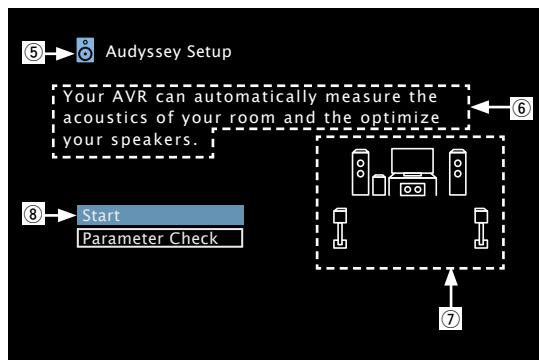 ⑤ Audyssey Setup
Your AVR can automatically measure the
acoustics of your room and the optimize
your speakers.
⑥
⑧ Start
Parameter Check
⑦